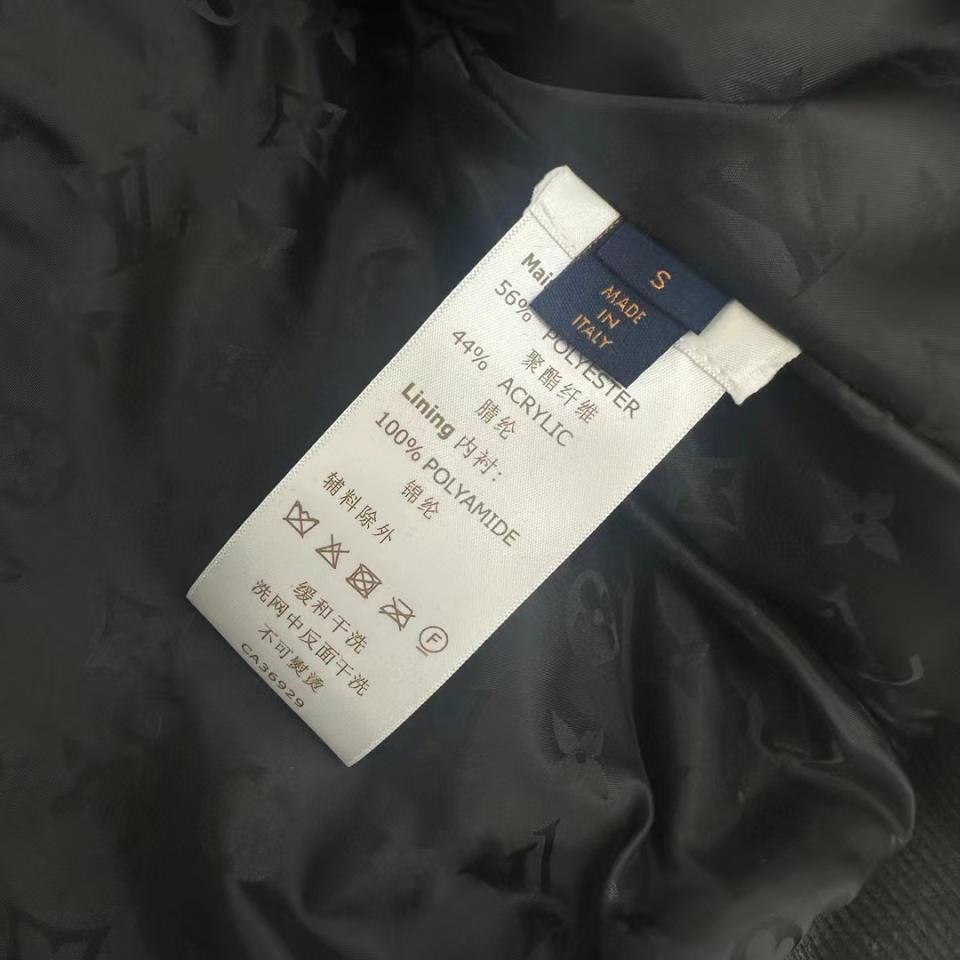 S
MADE
IN
ITALY
Mai
56% POLYESTER
聚酯纤维
44% ACRYLIC
腈纶
Lining 内衬:
100% POLYAMIDE
锦纶
辅料除外
F
缓和干洗
洗网中反面干洗
不可熨烫
CA36929